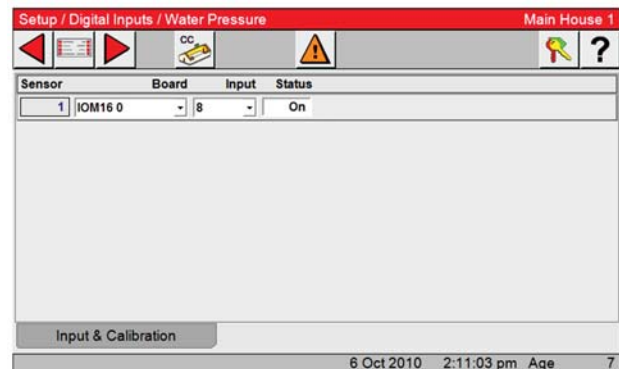 Setup / Digital Inputs / Water Pressure Main House 1
CC ?
Sensor Board Input Status
1 IOM16 0 8 On
Input & Calibration
6 Oct 2010 2:11:03 pm Age 7